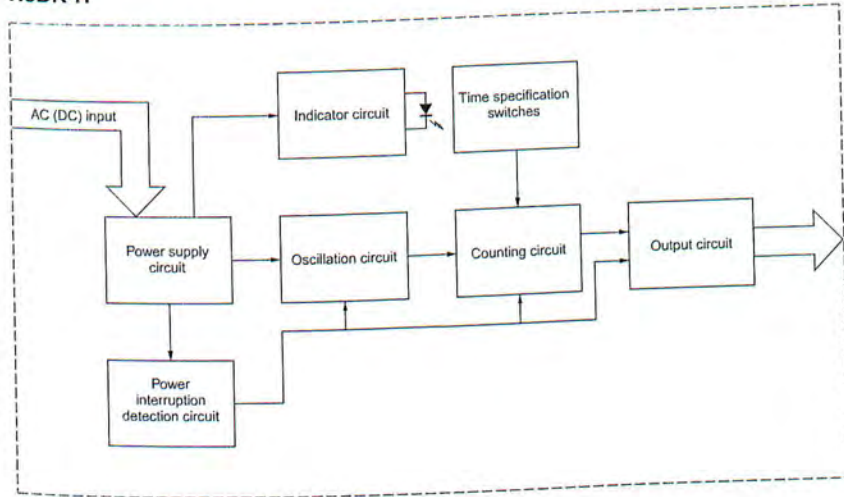 AC (DC) input
Indicator circuit
Time specification
switches
Power supply
circuit
Oscillation circuit
Counting circuit
Output circuit
Power
interruption
detection circuit